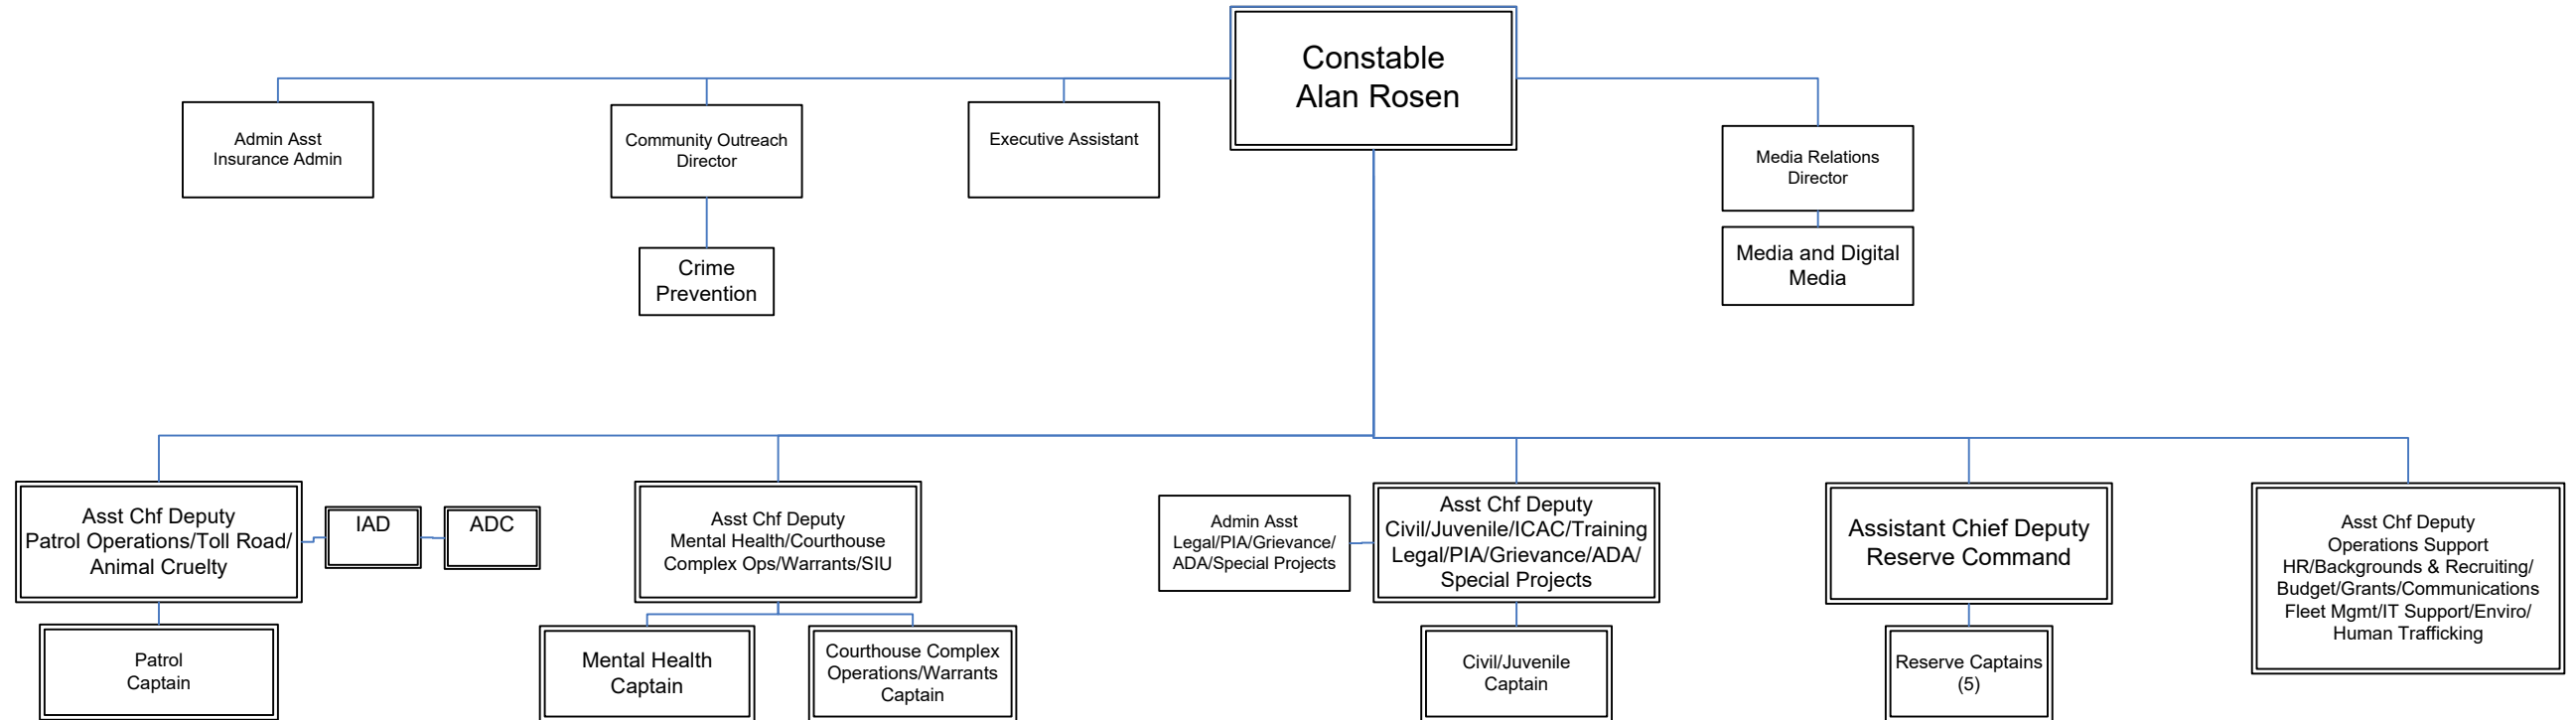 Constable
Alan Rosen
Admin Asst
Insurance Admin
Community Outreach
Director
Executive Assistant
Media Relations
Director
Crime
Prevention
Media and Digital
Media
Asst Chf Deputy
Patrol Operations/Toll Road/
Animal Cruelty
IAD
ADC
Asst Chf Deputy
Mental Health/Courthouse
Complex Ops/Warrants/SIU
Admin Asst
Legal/PIA/Grievance/
ADA/Special Projects
Asst Chf Deputy
Civil/Juvenile/ICAC/Training
Legal/PIA/Grievance/ADA/
Special Projects
Assistant Chief Deputy
Reserve Command
Asst Chf Deputy
Operations Support
HR/Backgrounds & Recruiting/
Budget/Grants/Communications
Fleet Mgmt/IT Support/Enviro/
Human Trafficking
Patrol
Captain
Mental Health
Captain
Courthouse Complex
Operations/Warrants
Captain
Civil/Juvenile
Captain
Reserve Captains
(5)